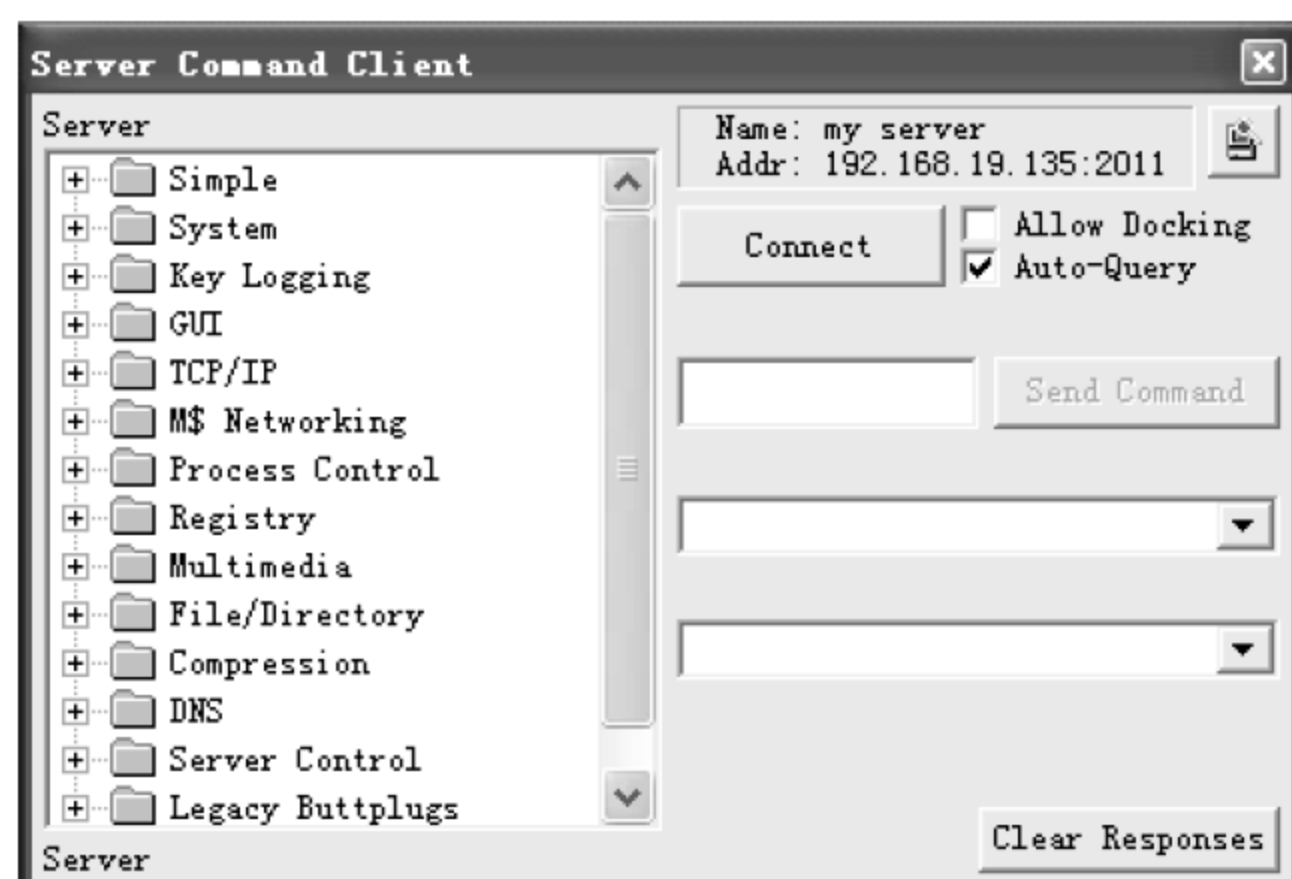 Server Command Client
Server
Simple
System
Key Logging
GUI
TCP/IP
M$ Networking
Process Control
Registry
Multimedia
File/Directory
Compression
DNS
Server Control
Legacy Buttplugs
Server
Name: my server
Addr: 192.168.19.135:2011
Connect
Allow Docking
Auto-Query
Send Command
Clear Responses